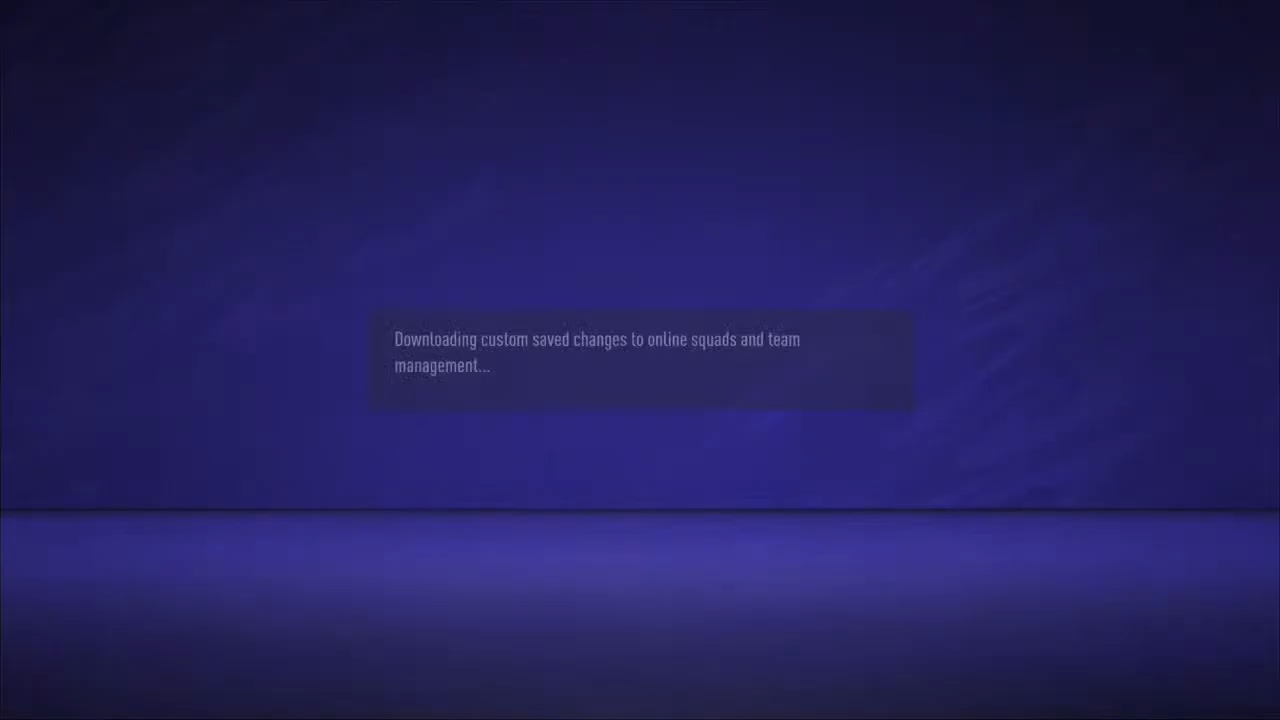 Downloading custom saved changes to online squads and team
management...